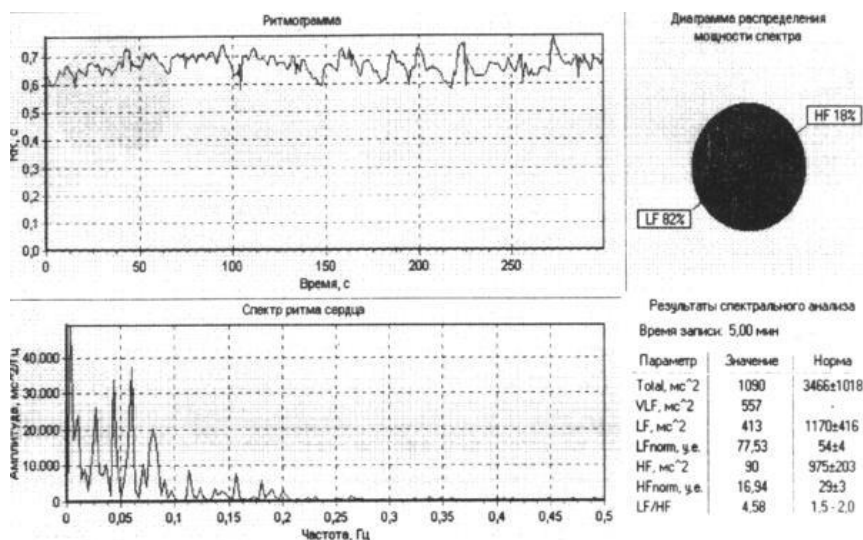 Ритмограмма
RR, с
0,7
0,6
0,5
0,4
0,3
0,2
0,1
0,0
0
50
100
150
200
250
Время, с
Диаграмма распределения
мощности спектра
HF 18%
LF 82%
Спектр ритма сердца
Амплитуда, мс^2/Гц
40.000
30.000
20.000
10.000
0
0
0,05
0,1
0,15
0,2
0,25
0,3
0,35
0,4
0,45
0,5
Частота, Гц
Результаты спектрального анализа
Время записи: 5,00 мин
Параметр Значение Норма
Total, мс^2 1090 3466±1018
VLF, мс^2 557 -
LF, мс^2 413 1170±416
LFnorm, у.е. 77,53 54±4
HF, мс^2 90 975±203
HFnorm, у.е. 16,94 29±3
LF/HF 4,58 1,5 - 2,0